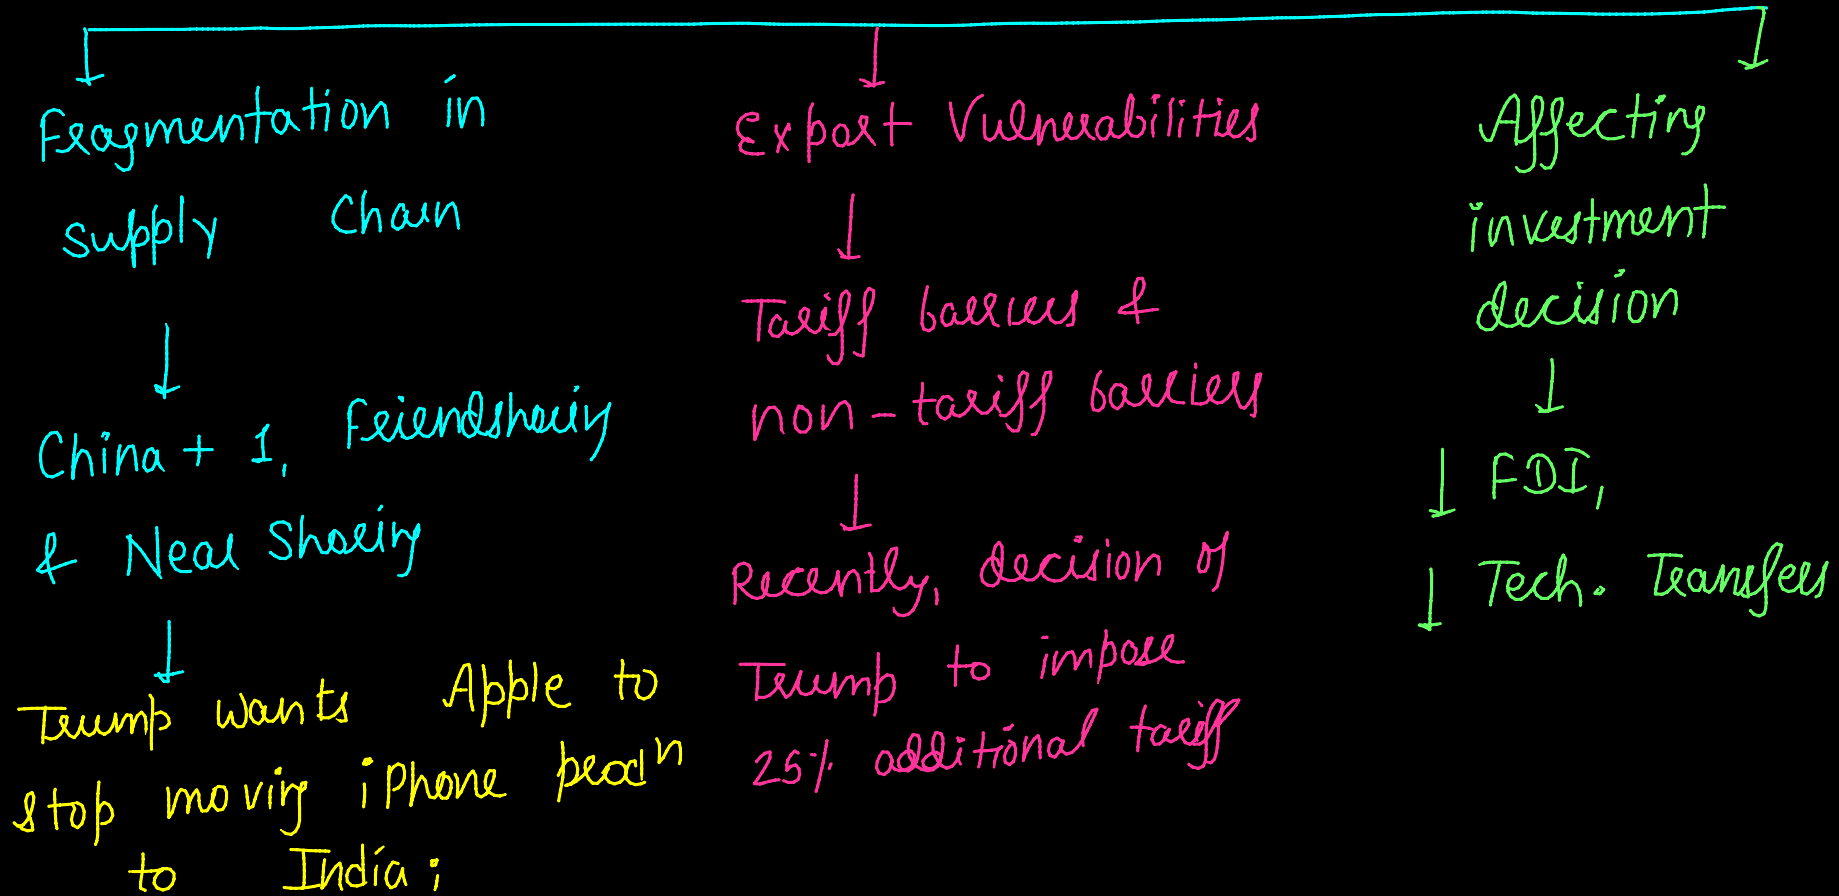 Fragmentation in
supply Chain
China + 1, Friendshoring
& Near Shoring
Trump wants Apple to
stop moving iPhone prodn
to India;
Export Vulnerabilities
Tariff barriers &
non-tariff barriers
Recently, decision of
Trump to impose
25% additional tariff
Affecting
investment
decision
↓ FDI,
↓ Tech. Transfers